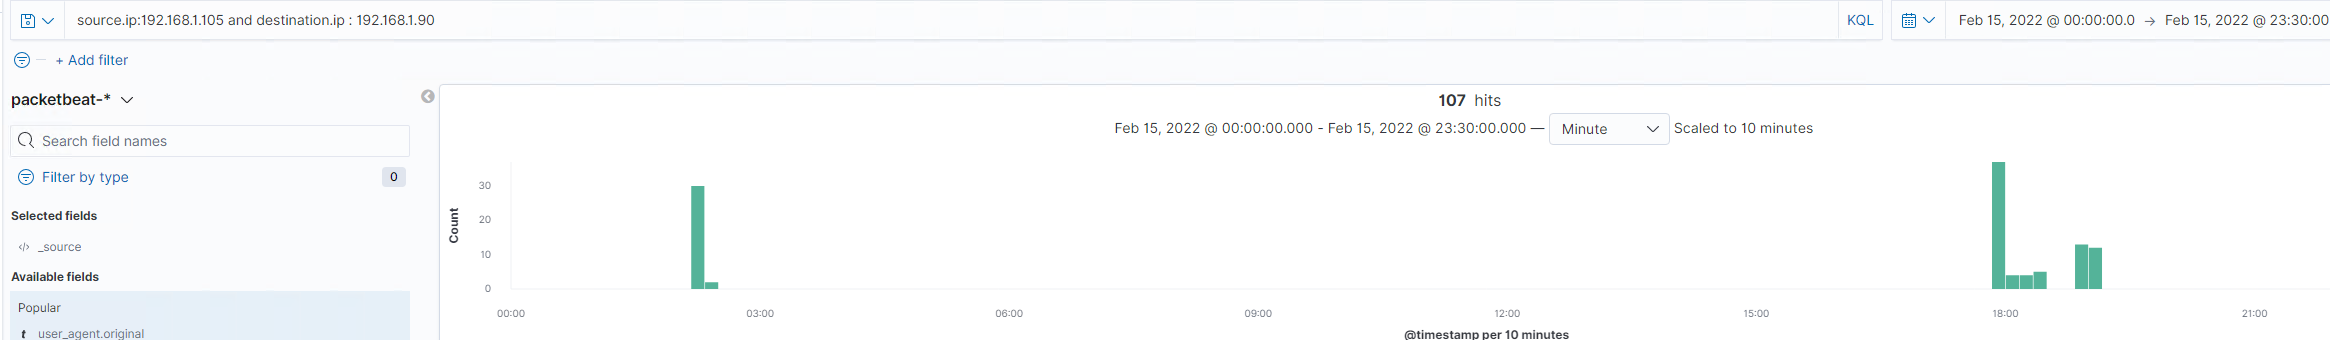 source.ip:192.168.1.105 and destination.ip : 192.168.1.90
KQL
Feb 15, 2022 @ 00:00:00.0 → Feb 15, 2022 @ 23:30:00
+ Add filter
packetbeat-*
107 hits
Feb 15, 2022 @ 00:00:00.000 - Feb 15, 2022 @ 23:30:00.000 — Minute Scaled to 10 minutes
Search field names
Filter by type 0
Selected fields
</> _source
Available fields
Popular
t user_agent.original
Count
30
20
10
0
00:00 03:00 06:00 09:00 12:00 15:00 18:00 21:00
@timestamp per 10 minutes